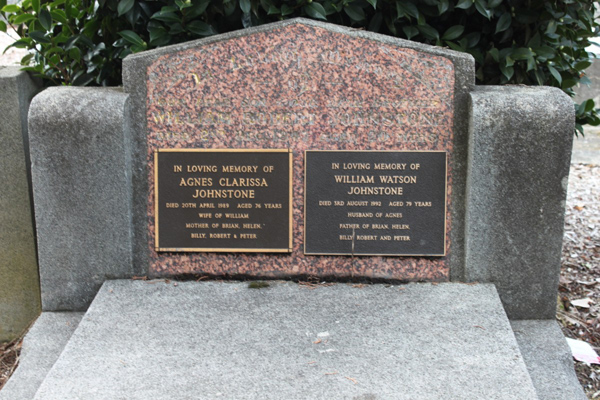 IN LOVING MEMORY OF
AGNES CLARISSA
JOHNSTONE
DIED 20TH APRIL 1989 AGED 76 YEARS
WIFE OF WILLIAM
MOTHER OF BRIAN, HELEN,
BILLY, ROBERT & PETER.
IN LOVING MEMORY OF
WILLIAM WATSON
JOHNSTONE
DIED 3RD AUGUST 1992 AGED 79 YEARS
HUSBAND OF AGNES
FATHER OF BRIAN, HELEN,
BILLY, ROBERT AND PETER